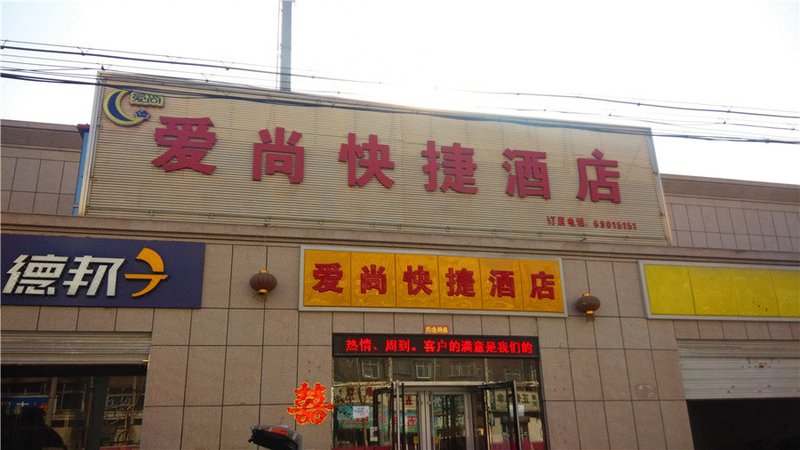 爱尚
爱尚快捷酒店
订房电话：69015151
德邦
爱尚快捷酒店
热情、周到。客户的满意是我们的
囍